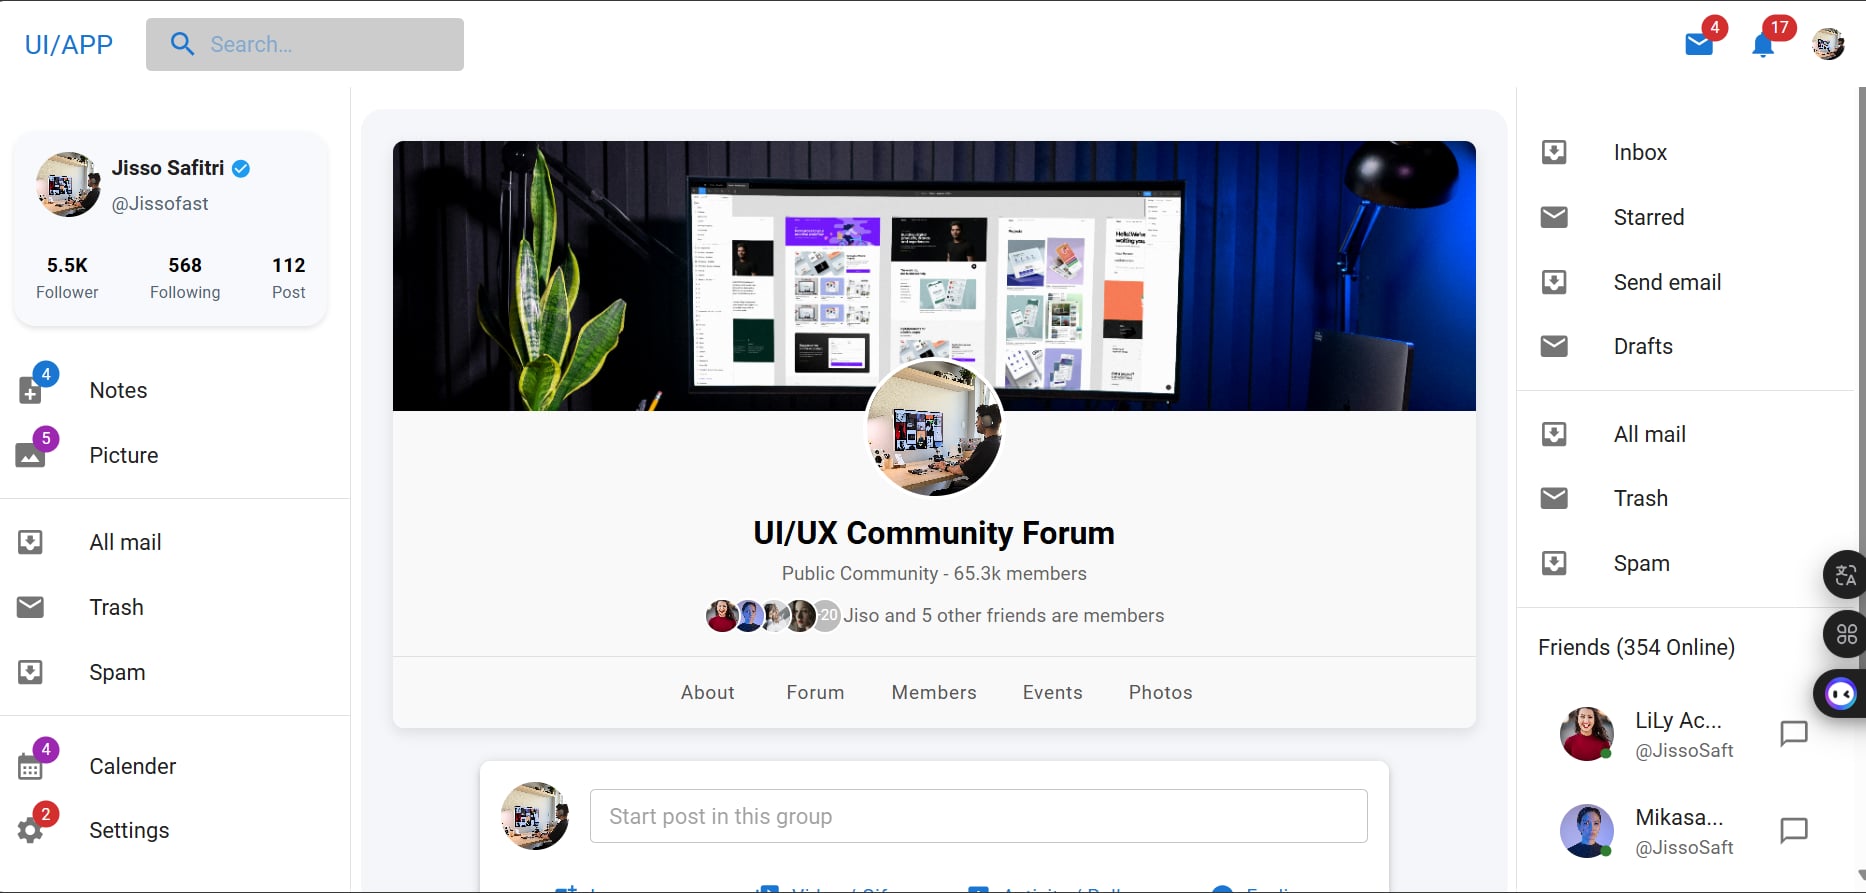 UI/APP
Search...
4
17
Jisso Safitri
@Jissofast
5.5K
568
112
Follower
Following
Post
4
Notes
5
Picture
All mail
Trash
Spam
4
Calender
2
Settings
UI/UX Community Forum
Public Community - 65.3k members
+20 Jiso and 5 other friends are members
About
Forum
Members
Events
Photos
Start post in this group
Inbox
Starred
Send email
Drafts
All mail
Trash
Spam
Friends (354 Online)
LiLy Ac...
@JissoSaft
Mikasa...
@JissoSaft